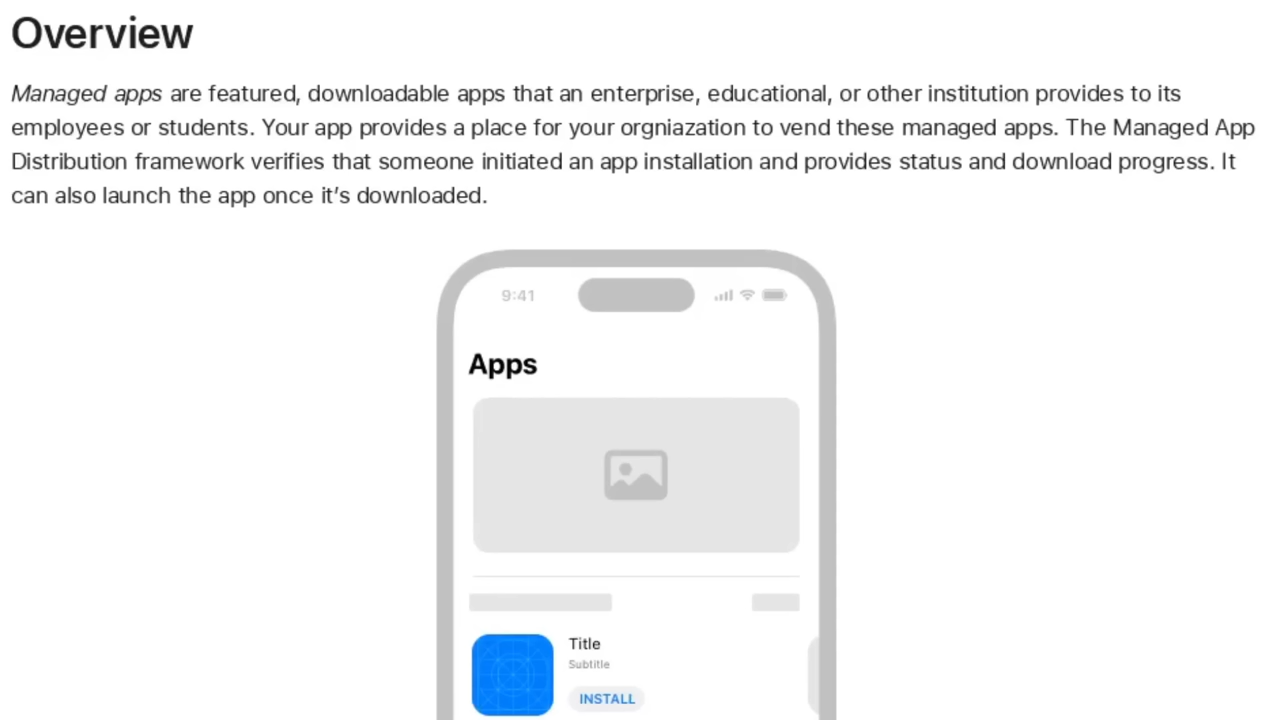 Overview
Managed apps are featured, downloadable apps that an enterprise, educational, or other institution provides to its
employees or students. Your app provides a place for your orgniazation to vend these managed apps. The Managed App
Distribution framework verifies that someone initiated an app installation and provides status and download progress. It
can also launch the app once it’s downloaded.
9:41
Apps
Title
Subtitle
INSTALL